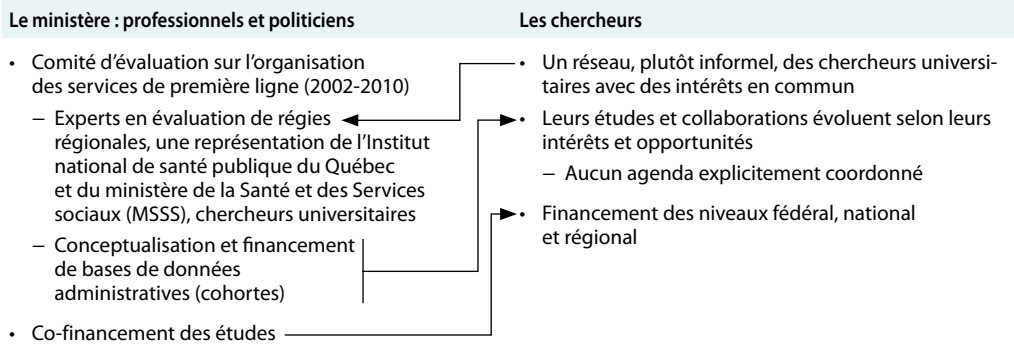 Le ministère : professionnels et politiciens
• Comité d'évaluation sur l'organisation
des services de première ligne (2002-2010)
– Experts en évaluation de régies
régionales, une représentation de l'Institut
national de santé publique du Québec
et du ministère de la Santé et des Services
sociaux (MSSS), chercheurs universitaires
– Conceptualisation et financement
de bases de données
administratives (cohortes)
• Co-financement des études
Les chercheurs
• Un réseau, plutôt informel, des chercheurs universi-
taires avec des intérêts en commun
• Leurs études et collaborations évoluent selon leurs
intérêts et opportunités
– Aucun agenda explicitement coordonné
• Financement des niveaux fédéral, national
et régional